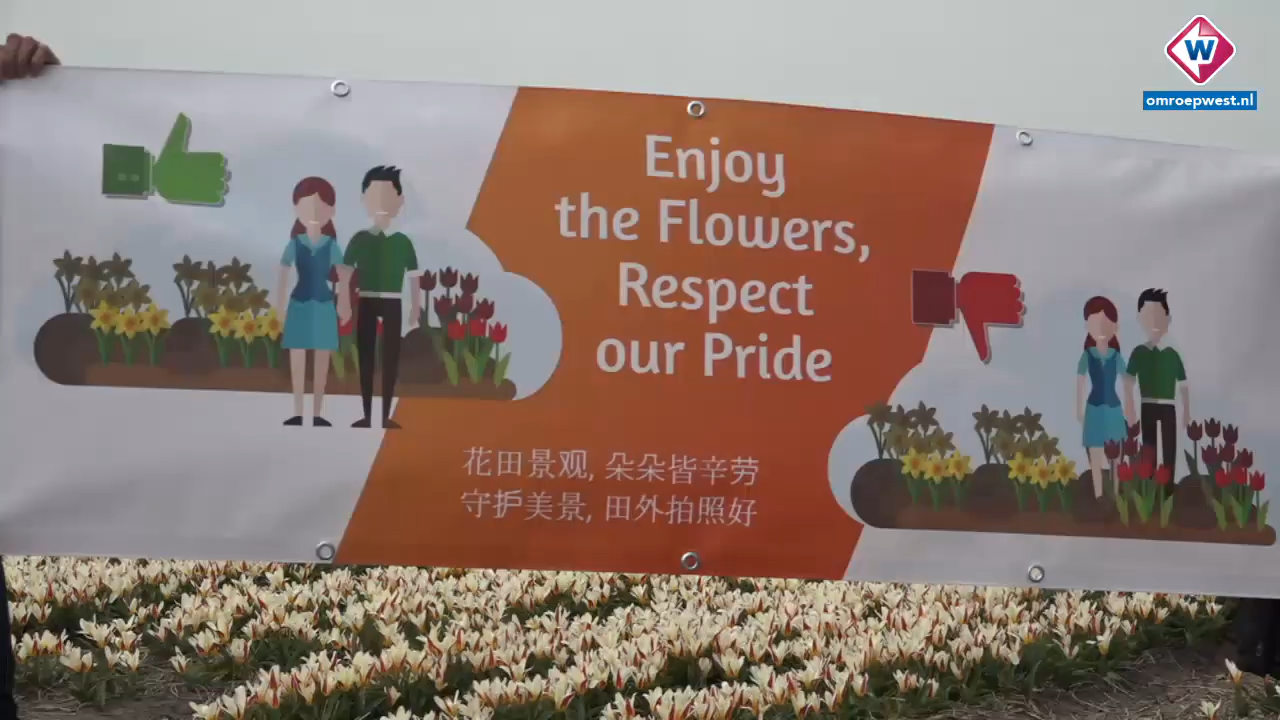 W
omroepwest.nl
Enjoy
the Flowers,
Respect
our Pride
花田景观, 朵朵皆辛劳
守护美景, 田外拍照好